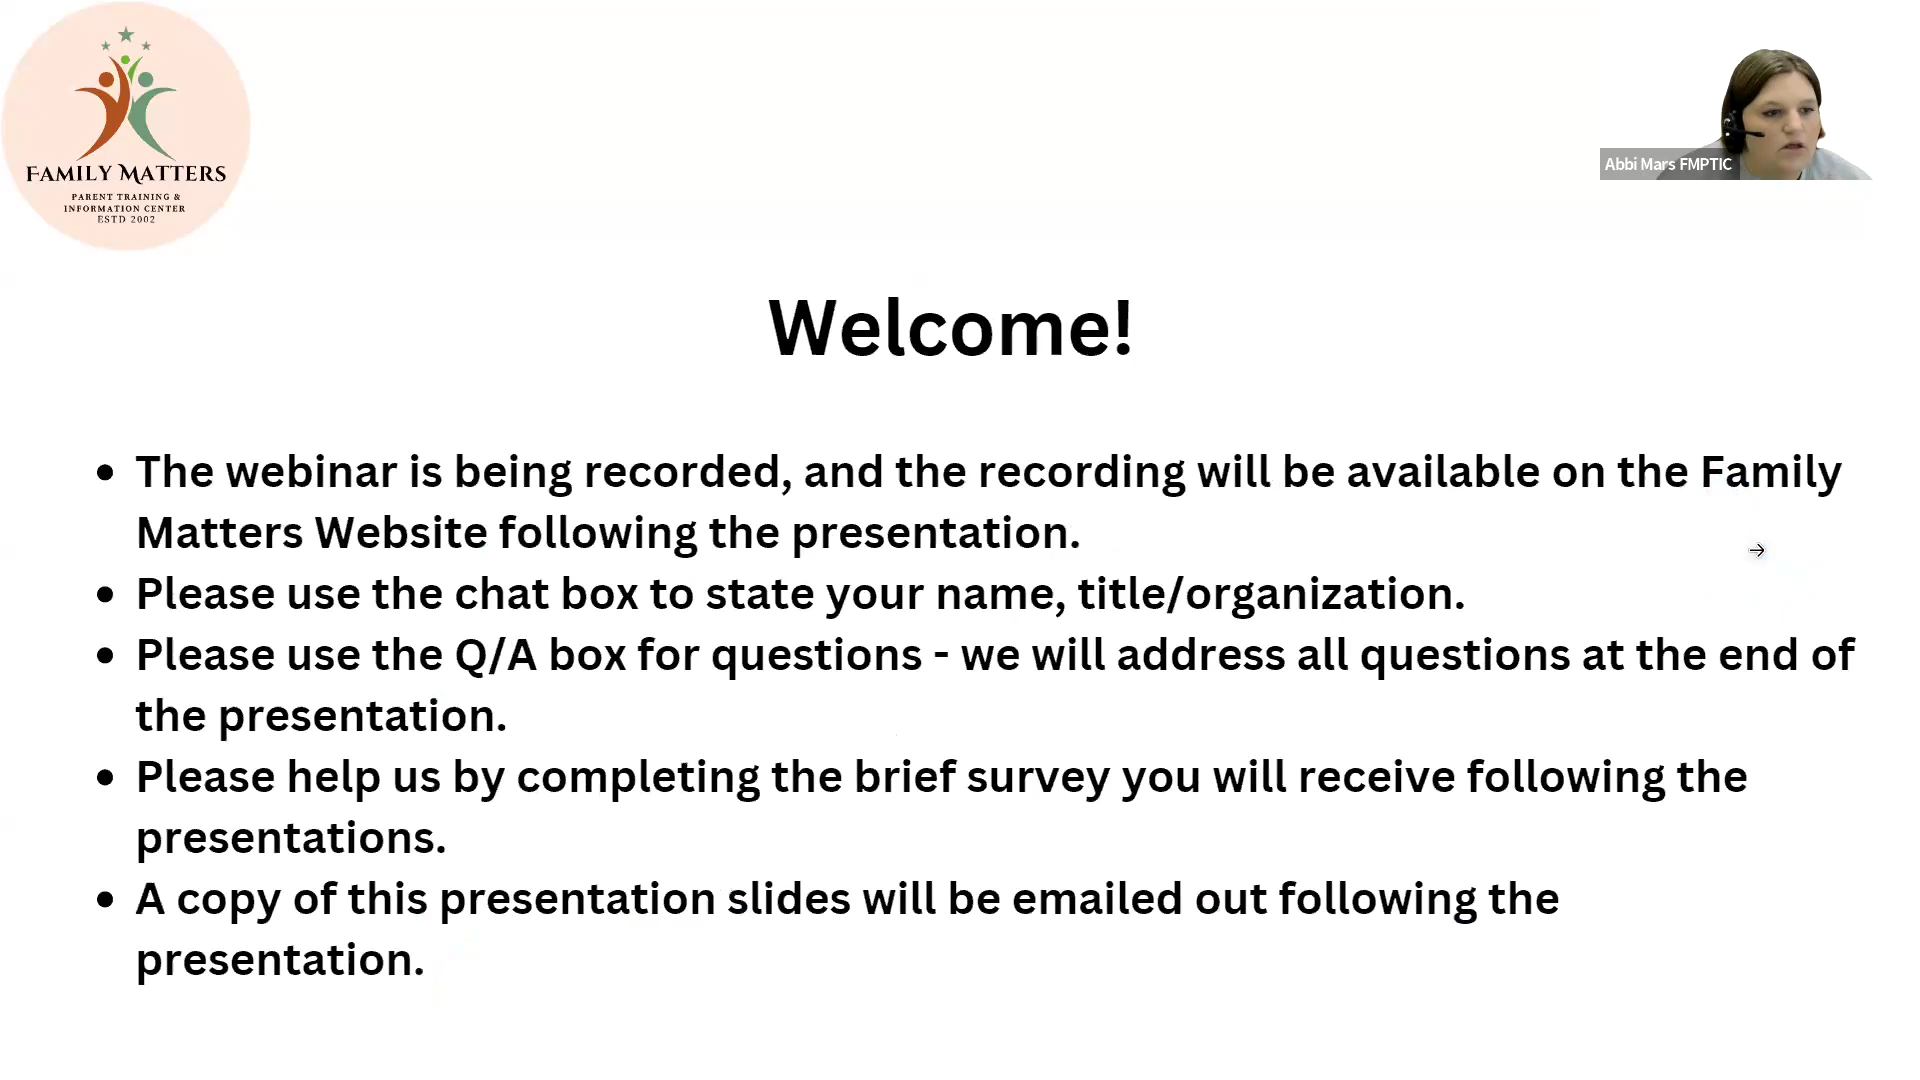 FAMILY MATTERS
PARENT TRAINING &
INFORMATION CENTER
ESTD 2002
Abbi Mars FMPTIC
Welcome!
• The webinar is being recorded, and the recording will be available on the Family
Matters Website following the presentation.
• Please use the chat box to state your name, title/organization.
• Please use the Q/A box for questions - we will address all questions at the end of
the presentation.
• Please help us by completing the brief survey you will receive following the
presentations.
• A copy of this presentation slides will be emailed out following the
presentation.